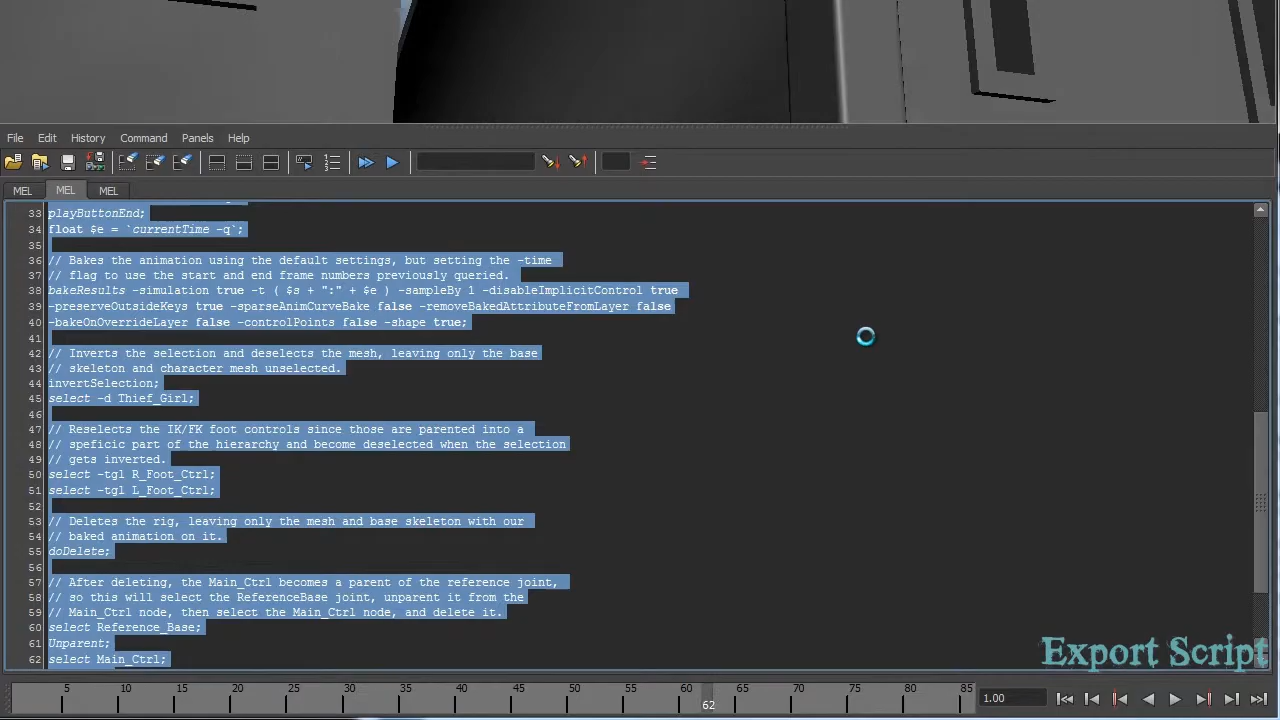 File Edit History Command Panels Help
MEL MEL MEL
33 playButtonEnd;
34 float $e = `currentTime -q`;
35
36 // Bakes the animation using the default settings, but setting the -time
37 // flag to use the start and end frame numbers previously queried.
38 bakeResults -simulation true -t ( $s + ":" + $e ) -sampleBy 1 -disableImplicitControl true
39 -preserveOutsideKeys true -sparseAnimCurveBake false -removeBakedAttributeFromLayer false
40 -bakeOnOverrideLayer false -controlPoints false -shape true;
41
42 // Inverts the selection and deselects the mesh, leaving only the base
43 // skeleton and character mesh unselected.
44 invertSelection;
45 select -d Thief_Girl;
46
47 // Reselects the IK/FK foot controls since those are parented into a
48 // speficic part of the hierarchy and become deselected when the selection
49 // gets inverted.
50 select -tgl R_Foot_Ctrl;
51 select -tgl L_Foot_Ctrl;
52
53 // Deletes the rig, leaving only the mesh and base skeleton with our
54 // baked animation on it.
55 doDelete;
56
57 // After deleting, the Main_Ctrl becomes a parent of the reference joint,
58 // so this will select the ReferenceBase joint, unparent it from the
59 // Main_Ctrl node, then select the Main_Ctrl node, and delete it.
60 select Reference_Base;
61 Unparent;
62 select Main_Ctrl;
Export Script
5 10 15 20 25 30 35 40 45 50 55 60 65 70 75 80 85
62
1.00